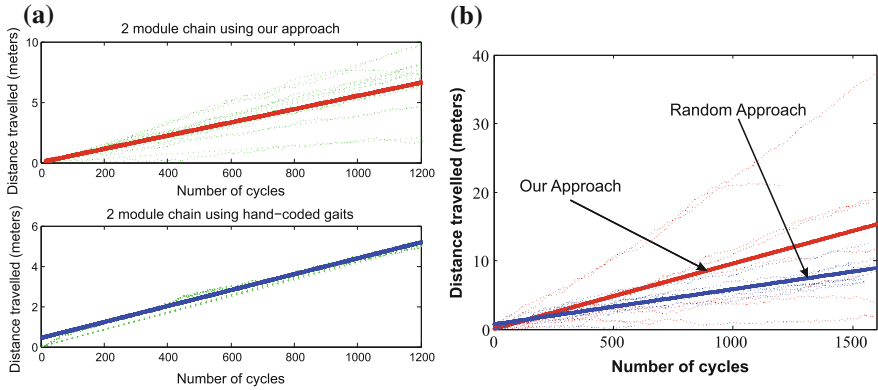 (a)
2 module chain using our approach
Distance travelled (meters)
10
5
0
0 200 400 600 800 1000 1200
Number of cycles
2 module chain using hand−coded gaits
Distance travelled (meters)
6
4
2
0
0 200 400 600 800 1000 1200
Number of cycles
(b)
Distance travelled (meters)
40
30
20
10
0
Random Approach
Our Approach
0 500 1000 1500
Number of cycles